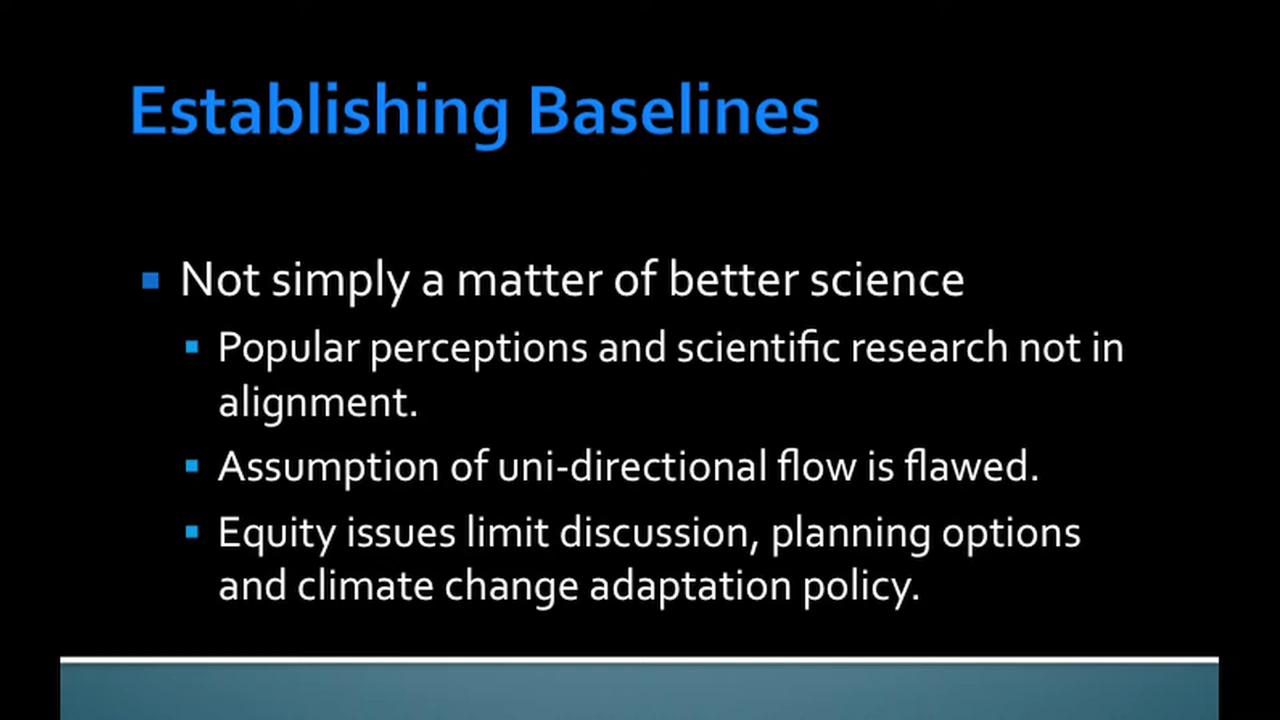 Establishing Baselines
Not simply a matter of better science
Popular perceptions and scientific research not in
alignment.
Assumption of uni-directional flow is flawed.
Equity issues limit discussion, planning options
and climate change adaptation policy.